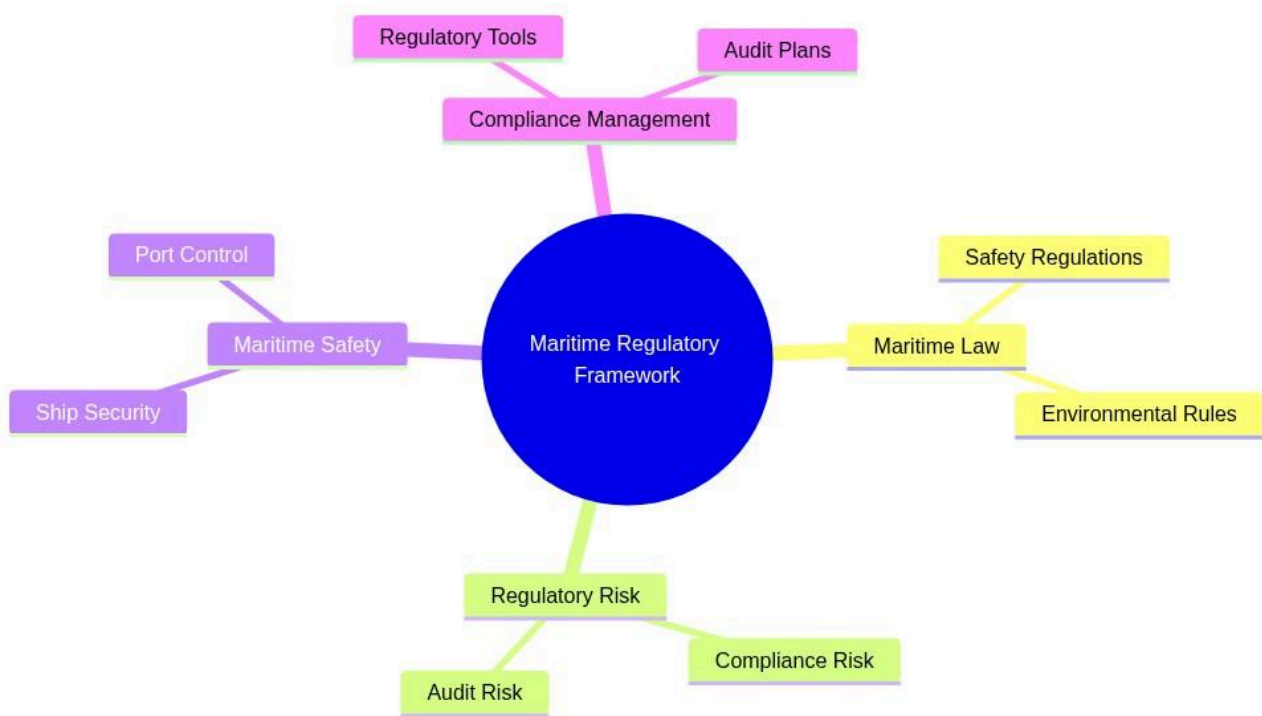 Regulatory Tools
Audit Plans
Compliance Management
Port Control
Safety Regulations
Maritime Safety
Maritime Regulatory
Framework
Maritime Law
Ship Security
Environmental Rules
Regulatory Risk
Compliance Risk
Audit Risk